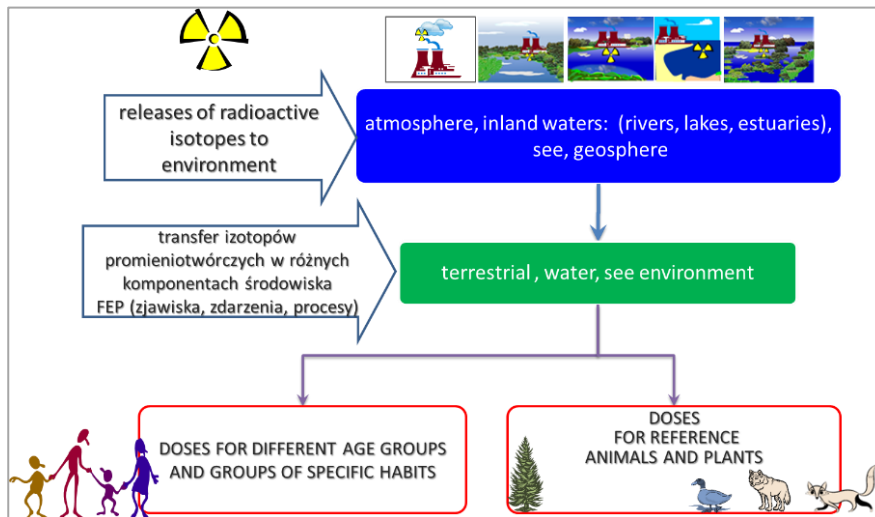 releases of radioactive
isotopes to
environment
atmosphere, inland waters: (rivers, lakes, estuaries),
see, geosphere
transfer izotopów
promieniotwórczych w różnych
komponentach środowiska
FEP (zjawiska, zdarzenia, procesy)
terrestrial , water, see environment
DOSES FOR DIFFERENT AGE GROUPS
AND GROUPS OF SPECIFIC HABITS
DOSES
FOR REFERENCE
ANIMALS AND PLANTS